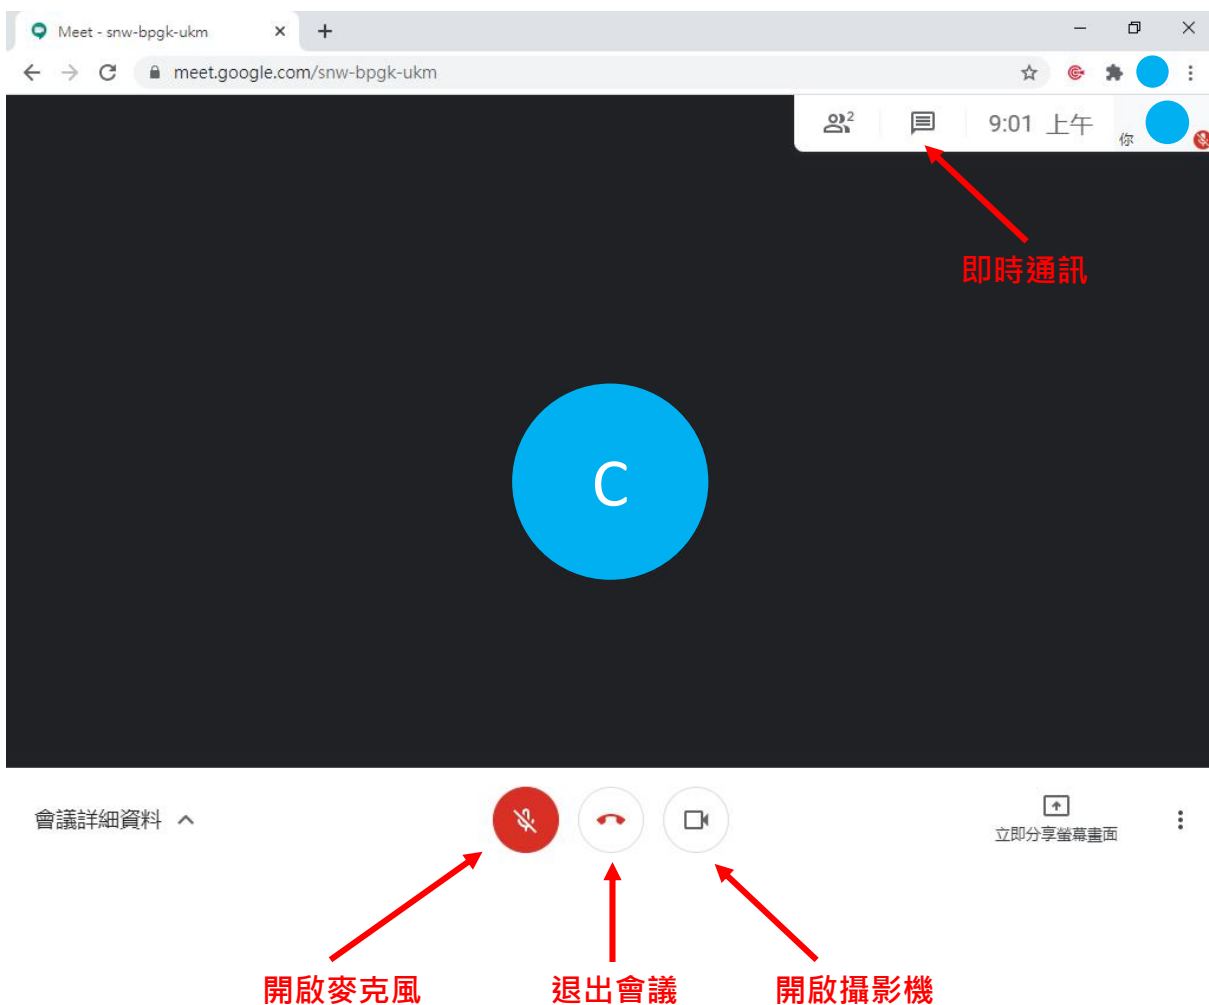 Meet - snw-bpgk-ukm
meet.google.com/snw-bpgk-ukm
2
9:01 上午
你
即時通訊
C
會議詳細資料
立即分享螢幕畫面
開啟麥克風
退出會議
開啟攝影機